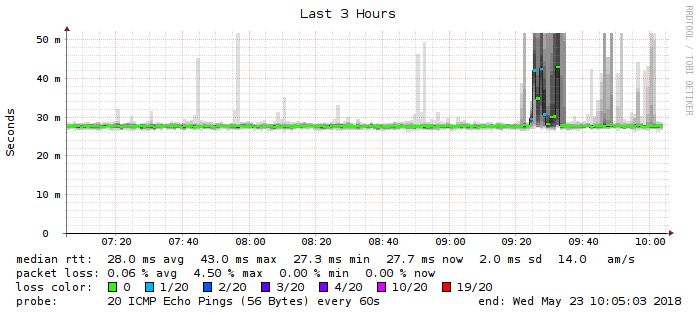 Last 3 Hours
RRDTOOL / TOBI OETIKER
Seconds
50 m
40 m
30 m
20 m
10 m
0
07:20 07:40 08:00 08:20 08:40 09:00 09:20 09:40 10:00
median rtt: 28.0 ms avg 43.0 ms max 27.3 ms min 27.7 ms now 2.0 ms sd 14.0 am/s
packet loss: 0.06 % avg 4.50 % max 0.00 % min 0.00 % now
loss color: 0 1/20 2/20 3/20 4/20 10/20 19/20
probe: 20 ICMP Echo Pings (56 Bytes) every 60s end: Wed May 23 10:05:03 2018